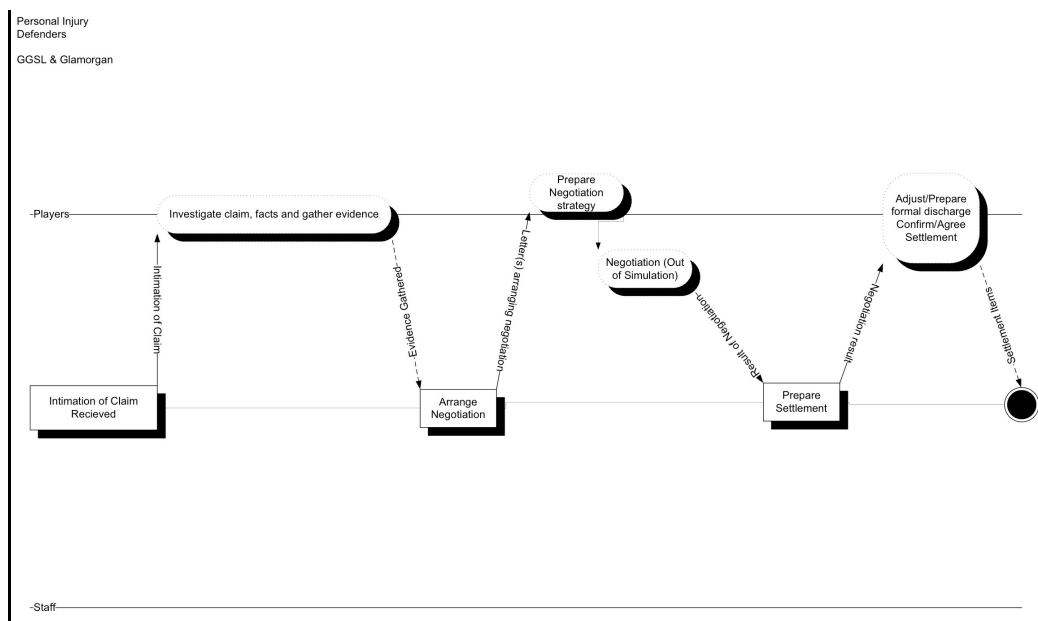 Personal Injury
Defenders
GGSL & Glamorgan
-Players
Investigate claim, facts and gather evidence
Prepare
Negotiation
strategy
Negotiation (Out
of Simulation)
Adjust/Prepare
formal discharge
Confirm/Agree
Settlement
Intimation of Claim
Evidence Gathered
Letter(s) arranging negotiation
Result of Negotiation
Negotiation result
Settlement Items
Intimation of Claim
Recieved
Arrange
Negotiation
Prepare
Settlement
-Staff